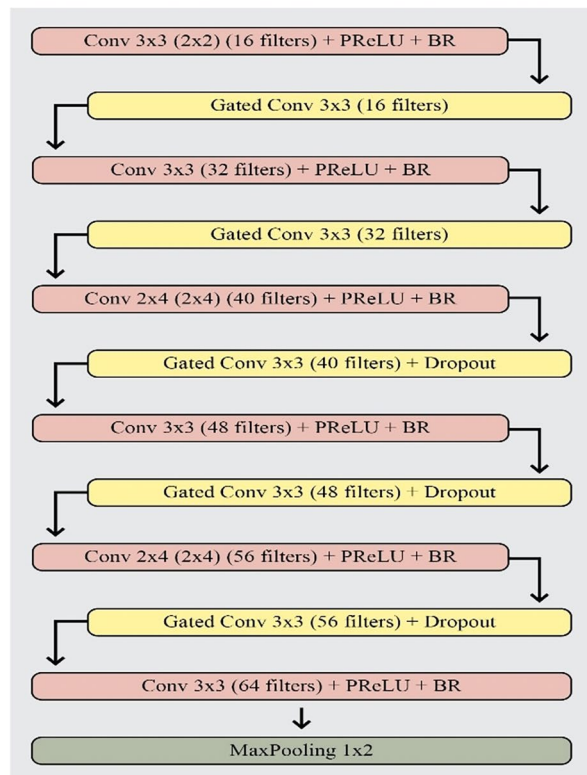 Conv 3x3 (2x2) (16 filters) + PReLU + BR
Gated Conv 3x3 (16 filters)
Conv 3x3 (32 filters) + PReLU + BR
Gated Conv 3x3 (32 filters)
Conv 2x4 (2x4) (40 filters) + PReLU + BR
Gated Conv 3x3 (40 filters) + Dropout
Conv 3x3 (48 filters) + PReLU + BR
Gated Conv 3x3 (48 filters) + Dropout
Conv 2x4 (2x4) (56 filters) + PReLU + BR
Gated Conv 3x3 (56 filters) + Dropout
Conv 3x3 (64 filters) + PReLU + BR
MaxPooling 1x2